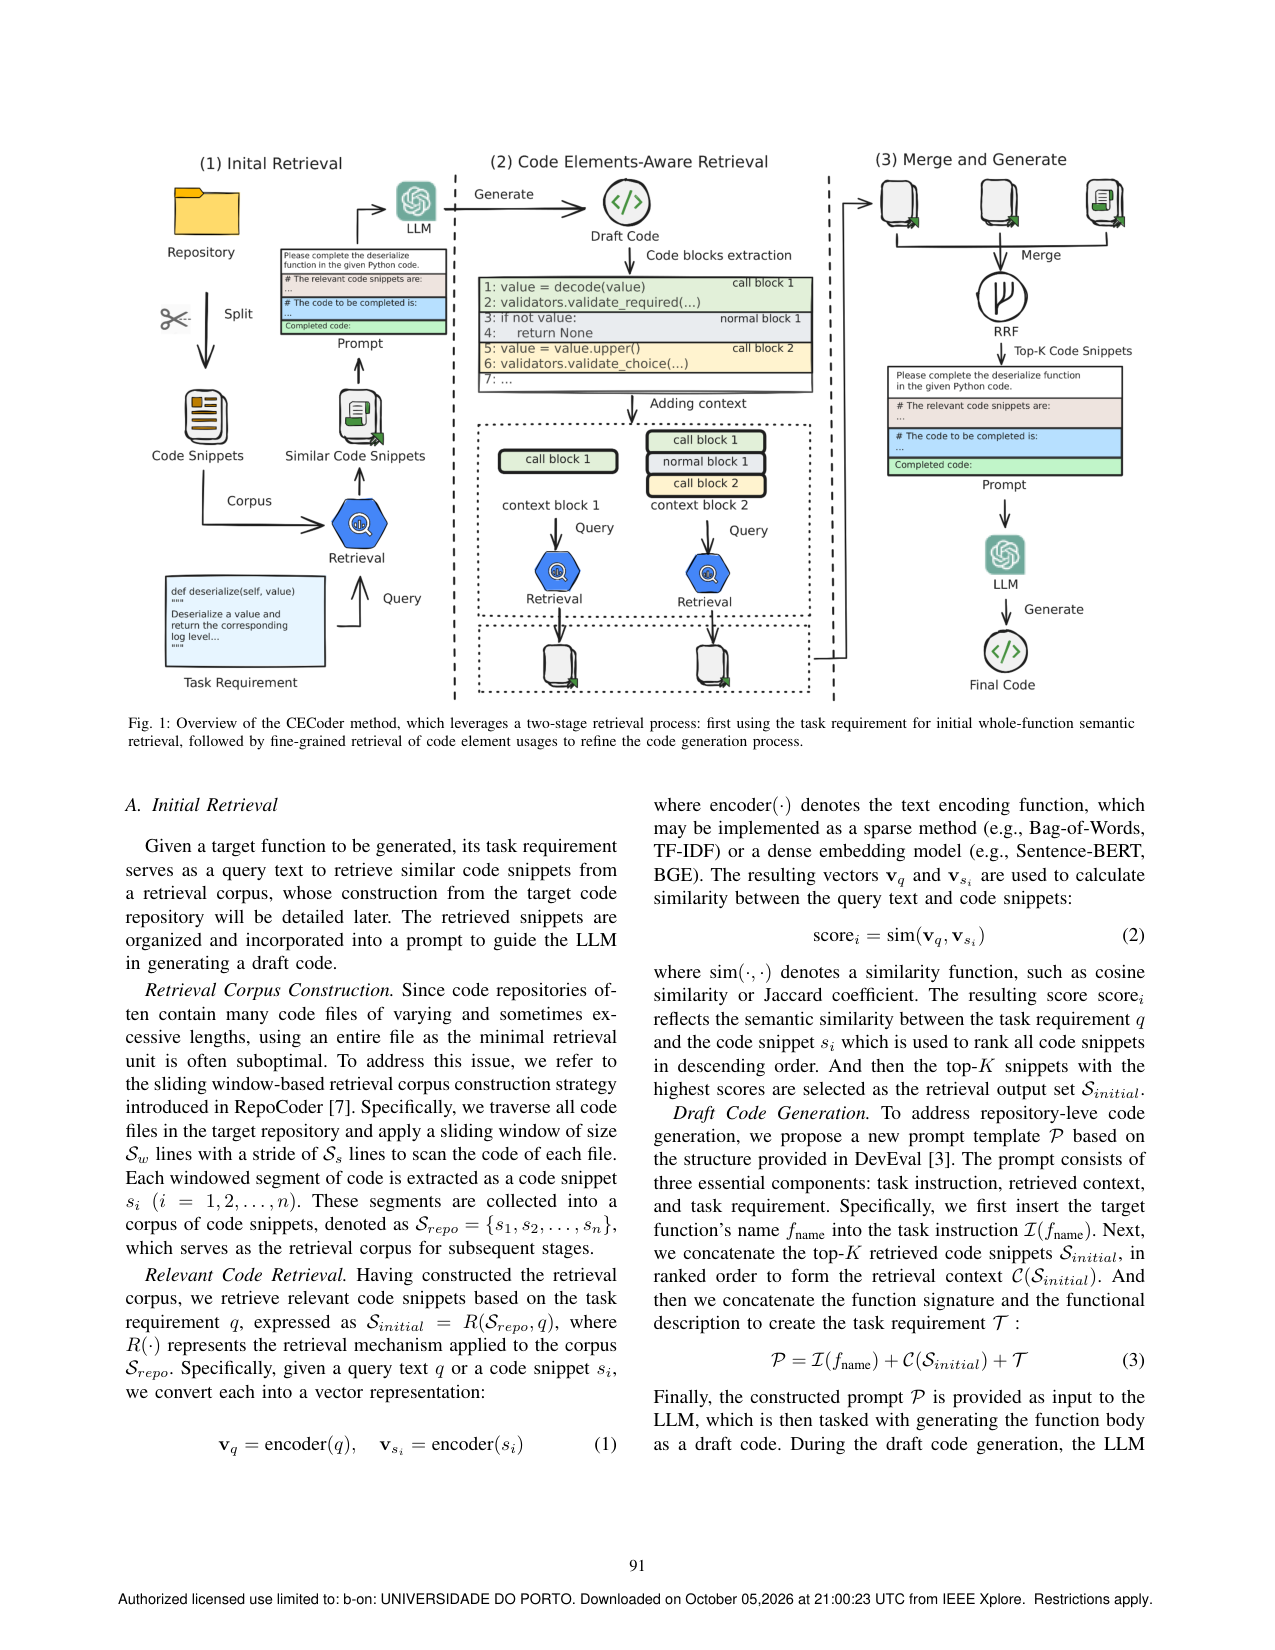 (1) Inital Retrieval
Repository
Split
Code Snippets
Corpus
def deserialize(self, value)
"""
Deserialize a value and
return the corresponding
log level...
"""
Task Requirement
Query
Retrieval
Similar Code Snippets
Prompt
Please complete the deserialize
function in the given Python code.
# The relevant code snippets are:
...
# The code to be completed is:
...
Completed code:
LLM
(2) Code Elements-Aware Retrieval
Generate
Draft Code
Code blocks extraction
1: value = decode(value) call block 1
2: validators.validate_required(...)
3: if not value: normal block 1
4: return None
5: value = value.upper() call block 2
6: validators.validate_choice(...)
7: ...
Adding context
call block 1
context block 1
Query
Retrieval
call block 1
normal block 1
call block 2
context block 2
Query
Retrieval
(3) Merge and Generate
Merge
RRF
Top-K Code Snippets
Please complete the deserialize function
in the given Python code.
# The relevant code snippets are:
...
# The code to be completed is:
...
Completed code:
Prompt
LLM
Generate
Final Code
Fig. 1: Overview of the CECoder method, which leverages a two-stage retrieval process: first using the task requirement for initial whole-function semantic
retrieval, followed by fine-grained retrieval of code element usages to refine the code generation process.
A. Initial Retrieval
Given a target function to be generated, its task requirement
serves as a query text to retrieve similar code snippets from
a retrieval corpus, whose construction from the target code
repository will be detailed later. The retrieved snippets are
organized and incorporated into a prompt to guide the LLM
in generating a draft code.
Retrieval Corpus Construction. Since code repositories of-
ten contain many code files of varying and sometimes ex-
cessive lengths, using an entire file as the minimal retrieval
unit is often suboptimal. To address this issue, we refer to
the sliding window-based retrieval corpus construction strategy
introduced in RepoCoder [7]. Specifically, we traverse all code
files in the target repository and apply a sliding window of size
𝒮_w lines with a stride of 𝒮_s lines to scan the code of each file.
Each windowed segment of code is extracted as a code snippet
s_i (i = 1, 2, . . . , n). These segments are collected into a
corpus of code snippets, denoted as 𝒮_repo = {s_1, s_2, . . . , s_n},
which serves as the retrieval corpus for subsequent stages.
Relevant Code Retrieval. Having constructed the retrieval
corpus, we retrieve relevant code snippets based on the task
requirement q, expressed as 𝒮_initial = R(𝒮_repo, q), where
R(·) represents the retrieval mechanism applied to the corpus
𝒮_repo. Specifically, given a query text q or a code snippet s_i,
we convert each into a vector representation:
v_q = encoder(q), v_{s_i} = encoder(s_i) (1)
where encoder(·) denotes the text encoding function, which
may be implemented as a sparse method (e.g., Bag-of-Words,
TF-IDF) or a dense embedding model (e.g., Sentence-BERT,
BGE). The resulting vectors v_q and v_{s_i} are used to calculate
similarity between the query text and code snippets:
score_i = sim(v_q, v_{s_i}) (2)
where sim(·, ·) denotes a similarity function, such as cosine
similarity or Jaccard coefficient. The resulting score score_i
reflects the semantic similarity between the task requirement q
and the code snippet s_i which is used to rank all code snippets
in descending order. And then the top-K snippets with the
highest scores are selected as the retrieval output set 𝒮_initial.
Draft Code Generation. To address repository-leve code
generation, we propose a new prompt template 𝒫 based on
the structure provided in DevEval [3]. The prompt consists of
three essential components: task instruction, retrieved context,
and task requirement. Specifically, we first insert the target
function's name f_name into the task instruction ℐ(f_name). Next,
we concatenate the top-K retrieved code snippets 𝒮_initial, in
ranked order to form the retrieval context 𝒞(𝒮_initial). And
then we concatenate the function signature and the functional
description to create the task requirement 𝒯 :
𝒫 = ℐ(f_name) + 𝒞(𝒮_initial) + 𝒯 (3)
Finally, the constructed prompt 𝒫 is provided as input to the
LLM, which is then tasked with generating the function body
as a draft code. During the draft code generation, the LLM
91
Authorized licensed use limited to: b-on: UNIVERSIDADE DO PORTO. Downloaded on October 05,2026 at 21:00:23 UTC from IEEE Xplore. Restrictions apply.